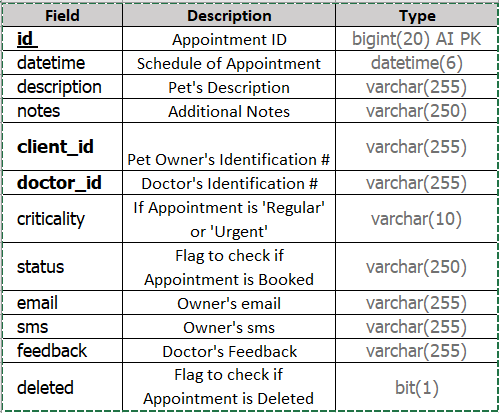 Field Description Type
id Appointment ID bigint(20) AI PK
datetime Schedule of Appointment datetime(6)
description Pet's Description varchar(255)
notes Additional Notes varchar(250)
client_id Pet Owner's Identification # varchar(255)
doctor_id Doctor's Identification # varchar(255)
criticality If Appointment is 'Regular' varchar(10)
or 'Urgent'
status Flag to check if varchar(250)
Appointment is Booked
email Owner's email varchar(255)
sms Owner's sms varchar(255)
feedback Doctor's Feedback varchar(255)
deleted Flag to check if bit(1)
Appointment is Deleted